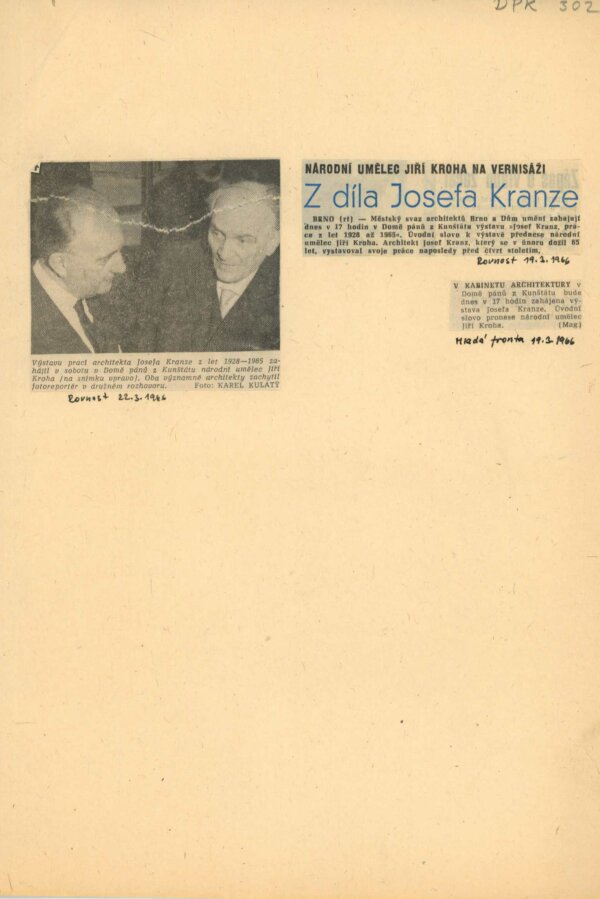 DPK 302
Výstavu prací architekta Josefa Kranze z let 1928—1965 za-
hájil v sobotu v Domě pánů z Kunštátu národní umělec Jiří
Kroha (na snímku vpravo). Oba významné architekty zachytil
fotoreportér v družném rozhovoru. Foto: KAREL KULATÝ
Rovnost 22.3.1966
NÁRODNÍ UMĚLEC JIŘÍ KROHA NA VERNISÁŽI
Z díla Josefa Kranze
BRNO (rf) — Městský svaz architektů Brno a Dům umění zahajují
dnes v 17 hodin v Domě pánů z Kunštátu výstavu »Josef Kranz, prá-
ce z let 1928 až 1965«. Úvodní slovo k výstavě přednese národní
umělec Jiří Kroha. Architekt Josef Kranz, který se v únoru dožil 65
let, vystavoval svoje práce naposledy před čtvrt stoletím.
Rovnost 19.3.1966
V KABINETU ARCHITEKTURY v
Domě pánů z Kunštátu bude
dnes v 17 hodin zahájena vý-
stava Josefa Kranze. Úvodní
slovo pronese národní umělec
Jiří Kroha. (Mag)
Mladá fronta 19.3.1966